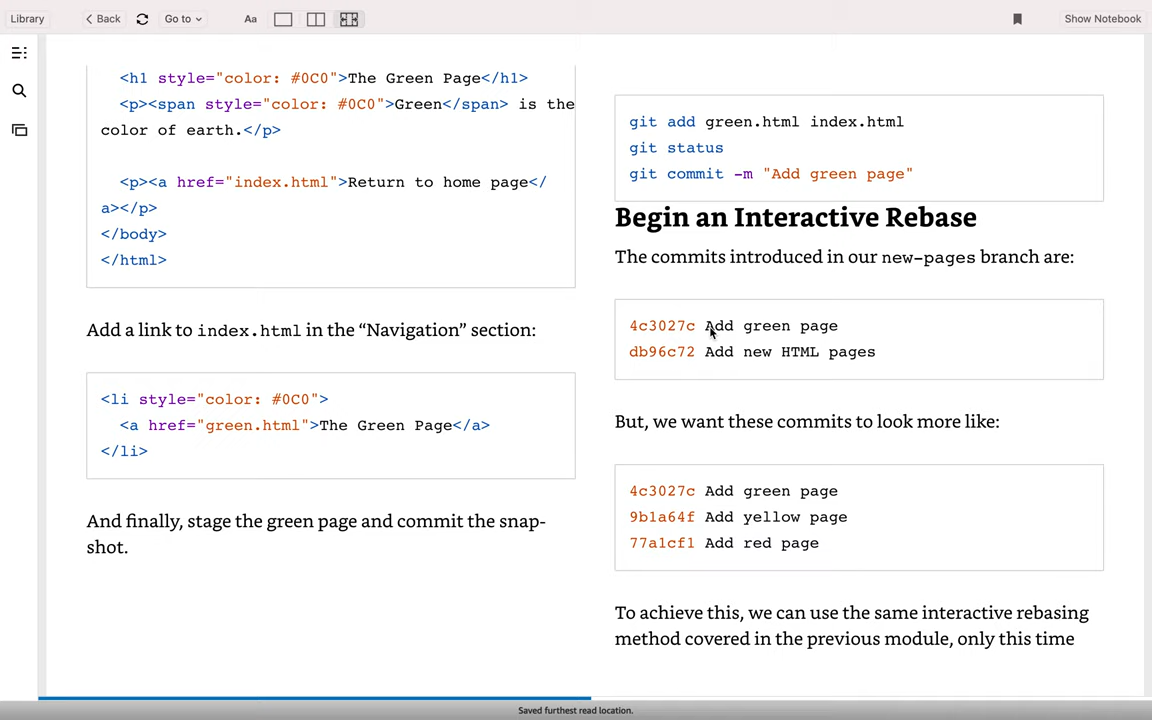 Library
Back
Go to
Aa
Show Notebook
<h1 style="color: #0C0">The Green Page</h1>
<p><span style="color: #0C0">Green</span> is the
color of earth.</p>
<p><a href="index.html">Return to home page</
a></p>
</body>
</html>
Add a link to index.html in the “Navigation” section:
<li style="color: #0C0">
<a href="green.html">The Green Page</a>
</li>
And finally, stage the green page and commit the snap-
shot.
git add green.html index.html
git status
git commit -m "Add green page"
Begin an Interactive Rebase
The commits introduced in our new-pages branch are:
4c3027c Add green page
db96c72 Add new HTML pages
But, we want these commits to look more like:
4c3027c Add green page
9b1a64f Add yellow page
77a1cf1 Add red page
To achieve this, we can use the same interactive rebasing
method covered in the previous module, only this time
Saved furthest read location.